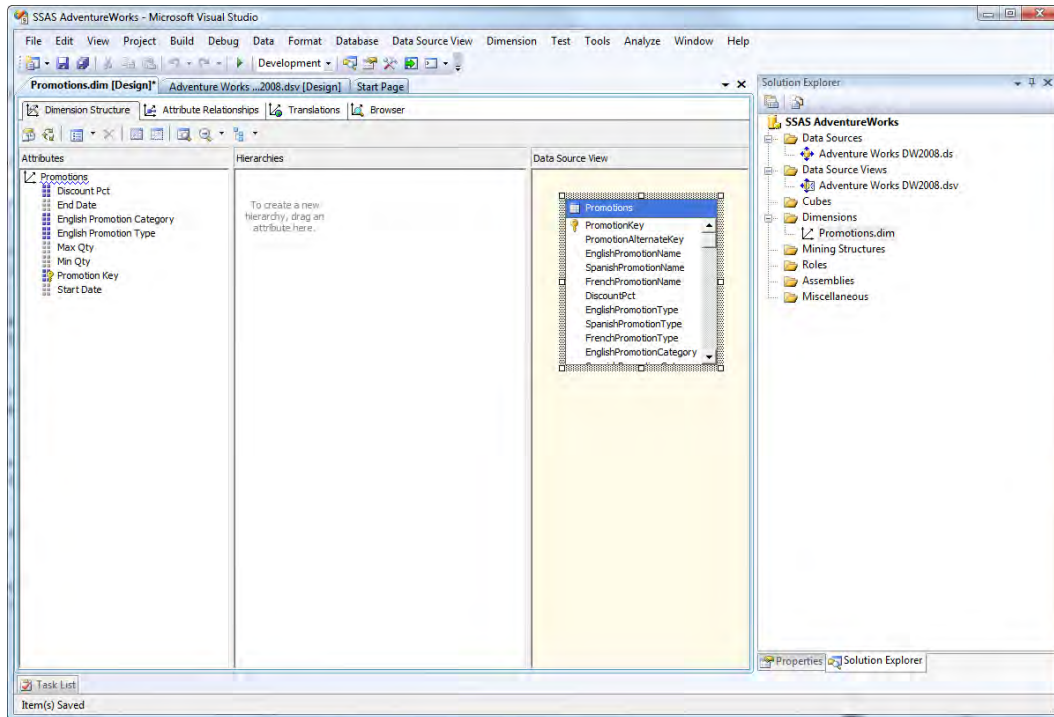 SSAS AdventureWorks - Microsoft Visual Studio
File Edit View Project Build Debug Data Format Database Data Source View Dimension Test Tools Analyze Window Help
Development
Promotions.dim [Design]* Adventure Works ...2008.dsv [Design] Start Page
Dimension Structure Attribute Relationships Translations Browser
Attributes
Promotions
Discount Pct
End Date
English Promotion Category
English Promotion Type
Max Qty
Min Qty
Promotion Key
Start Date
Hierarchies
To create a new
hierarchy, drag an
attribute here.
Data Source View
Promotions
PromotionKey
PromotionAlternateKey
EnglishPromotionName
SpanishPromotionName
FrenchPromotionName
DiscountPct
EnglishPromotionType
SpanishPromotionType
FrenchPromotionType
EnglishPromotionCategory
Solution Explorer
SSAS AdventureWorks
Data Sources
Adventure Works DW2008.ds
Data Source Views
Adventure Works DW2008.dsv
Cubes
Dimensions
Promotions.dim
Mining Structures
Roles
Assemblies
Miscellaneous
Properties Solution Explorer
Task List
Item(s) Saved